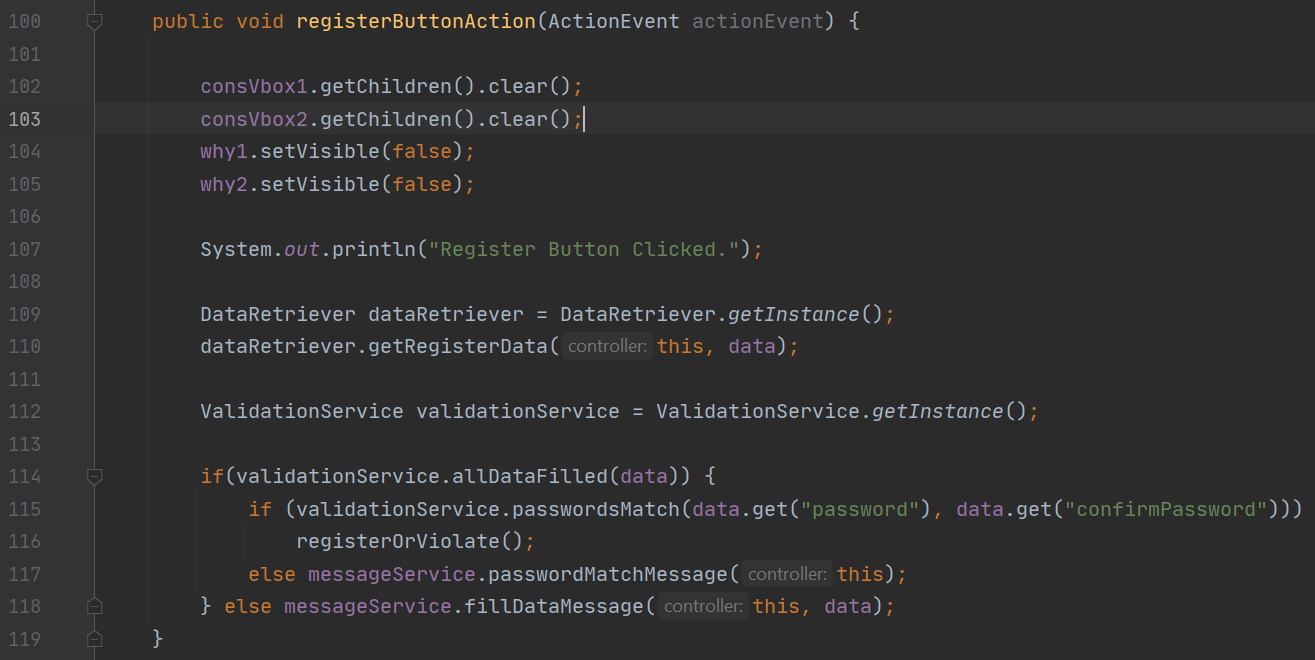 100 public void registerButtonAction(ActionEvent actionEvent) {
101
102 consVbox1.getChildren().clear();
103 consVbox2.getChildren().clear();
104 why1.setVisible(false);
105 why2.setVisible(false);
106
107 System.out.println("Register Button Clicked.");
108
109 DataRetriever dataRetriever = DataRetriever.getInstance();
110 dataRetriever.getRegisterData( controller: this, data);
111
112 ValidationService validationService = ValidationService.getInstance();
113
114 if(validationService.allDataFilled(data)) {
115 if (validationService.passwordsMatch(data.get("password"), data.get("confirmPassword")))
116 registerOrViolate();
117 else messageService.passwordMatchMessage( controller: this);
118 } else messageService.fillDataMessage( controller: this, data);
119 }